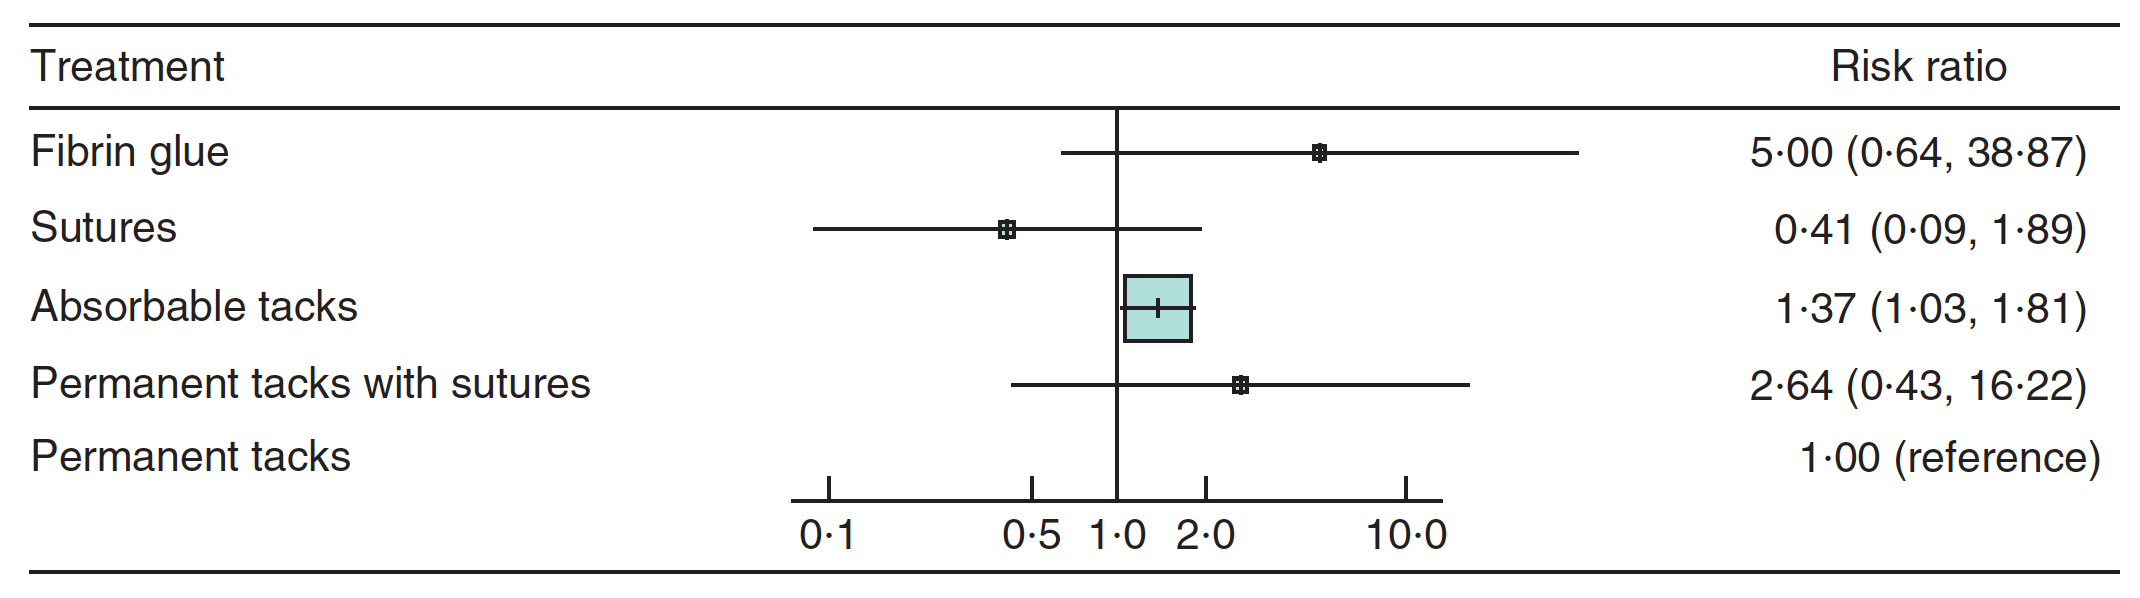 Treatment Risk ratio
Fibrin glue 5·00 (0·64, 38·87)
Sutures 0·41 (0·09, 1·89)
Absorbable tacks 1·37 (1·03, 1·81)
Permanent tacks with sutures 2·64 (0·43, 16·22)
Permanent tacks 1·00 (reference)
0·1 0·5 1·0 2·0 10·0